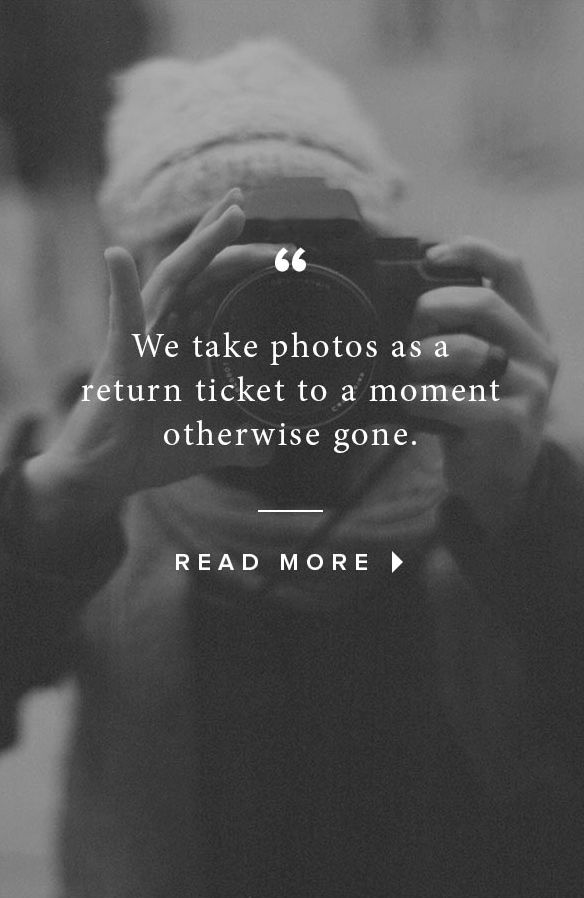 “
We take photos as a
return ticket to a moment
otherwise gone.
READ MORE